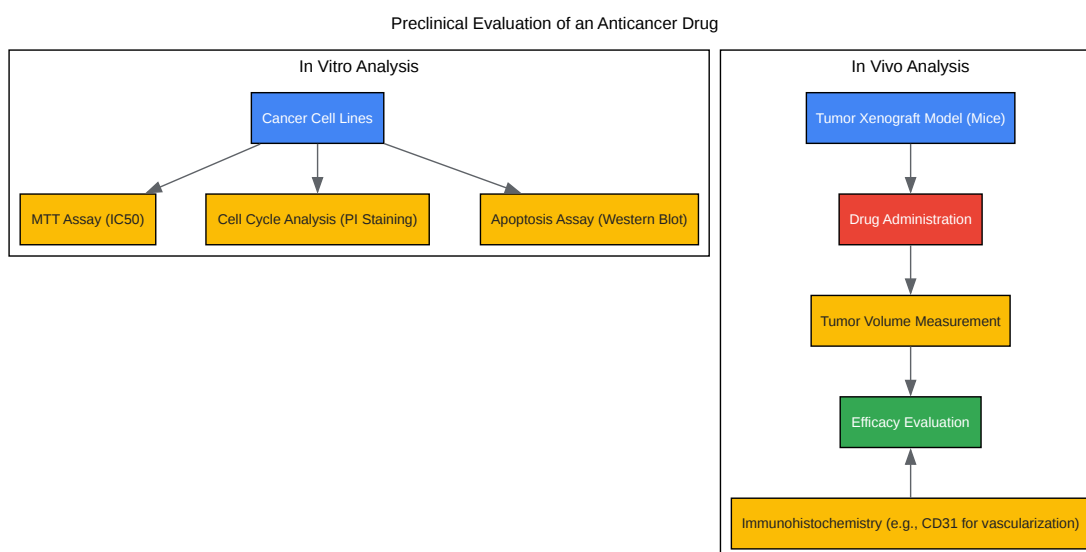 Preclinical Evaluation of an Anticancer Drug
In Vitro Analysis
Cancer Cell Lines
MTT Assay (IC50)
Cell Cycle Analysis (PI Staining)
Apoptosis Assay (Western Blot)
In Vivo Analysis
Tumor Xenograft Model (Mice)
Drug Administration
Tumor Volume Measurement
Efficacy Evaluation
Immunohistochemistry (e.g., CD31 for vascularization)